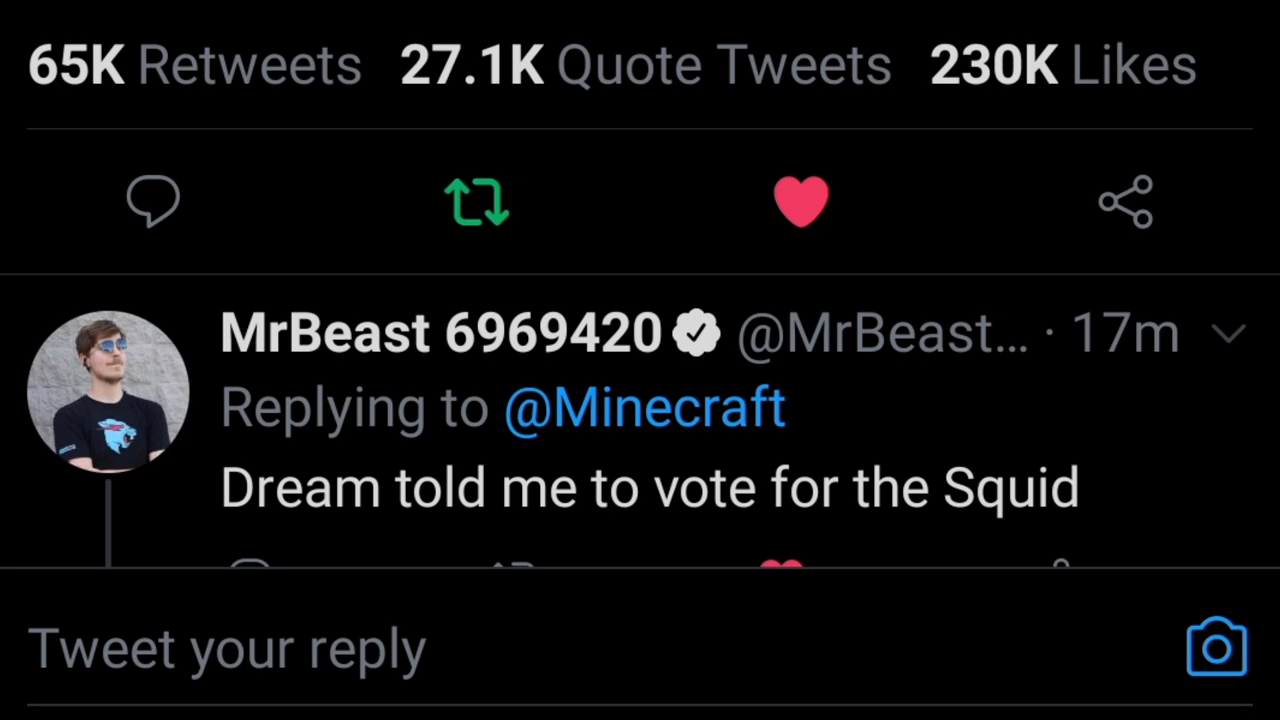 65K Retweets 27.1K Quote Tweets 230K Likes
MrBeast 6969420 @MrBeast... · 17m
Replying to @Minecraft
Dream told me to vote for the Squid
Tweet your reply